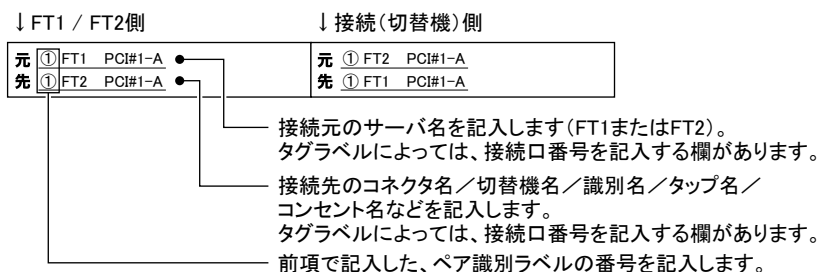 ↓FT1 / FT2側 ↓接続(切替機)側
元 ① FT1 PCI#1-A 元 ① FT2 PCI#1-A
先 ① FT2 PCI#1-A 先 ① FT1 PCI#1-A
接続元のサーバ名を記入します(FT1またはFT2)。
タグラベルによっては、接続口番号を記入する欄があります。
接続先のコネクタ名/切替機名/識別名/タップ名/
コンセント名などを記入します。
タグラベルによっては、接続口番号を記入する欄があります。
前項で記入した、ペア識別ラベルの番号を記入します。